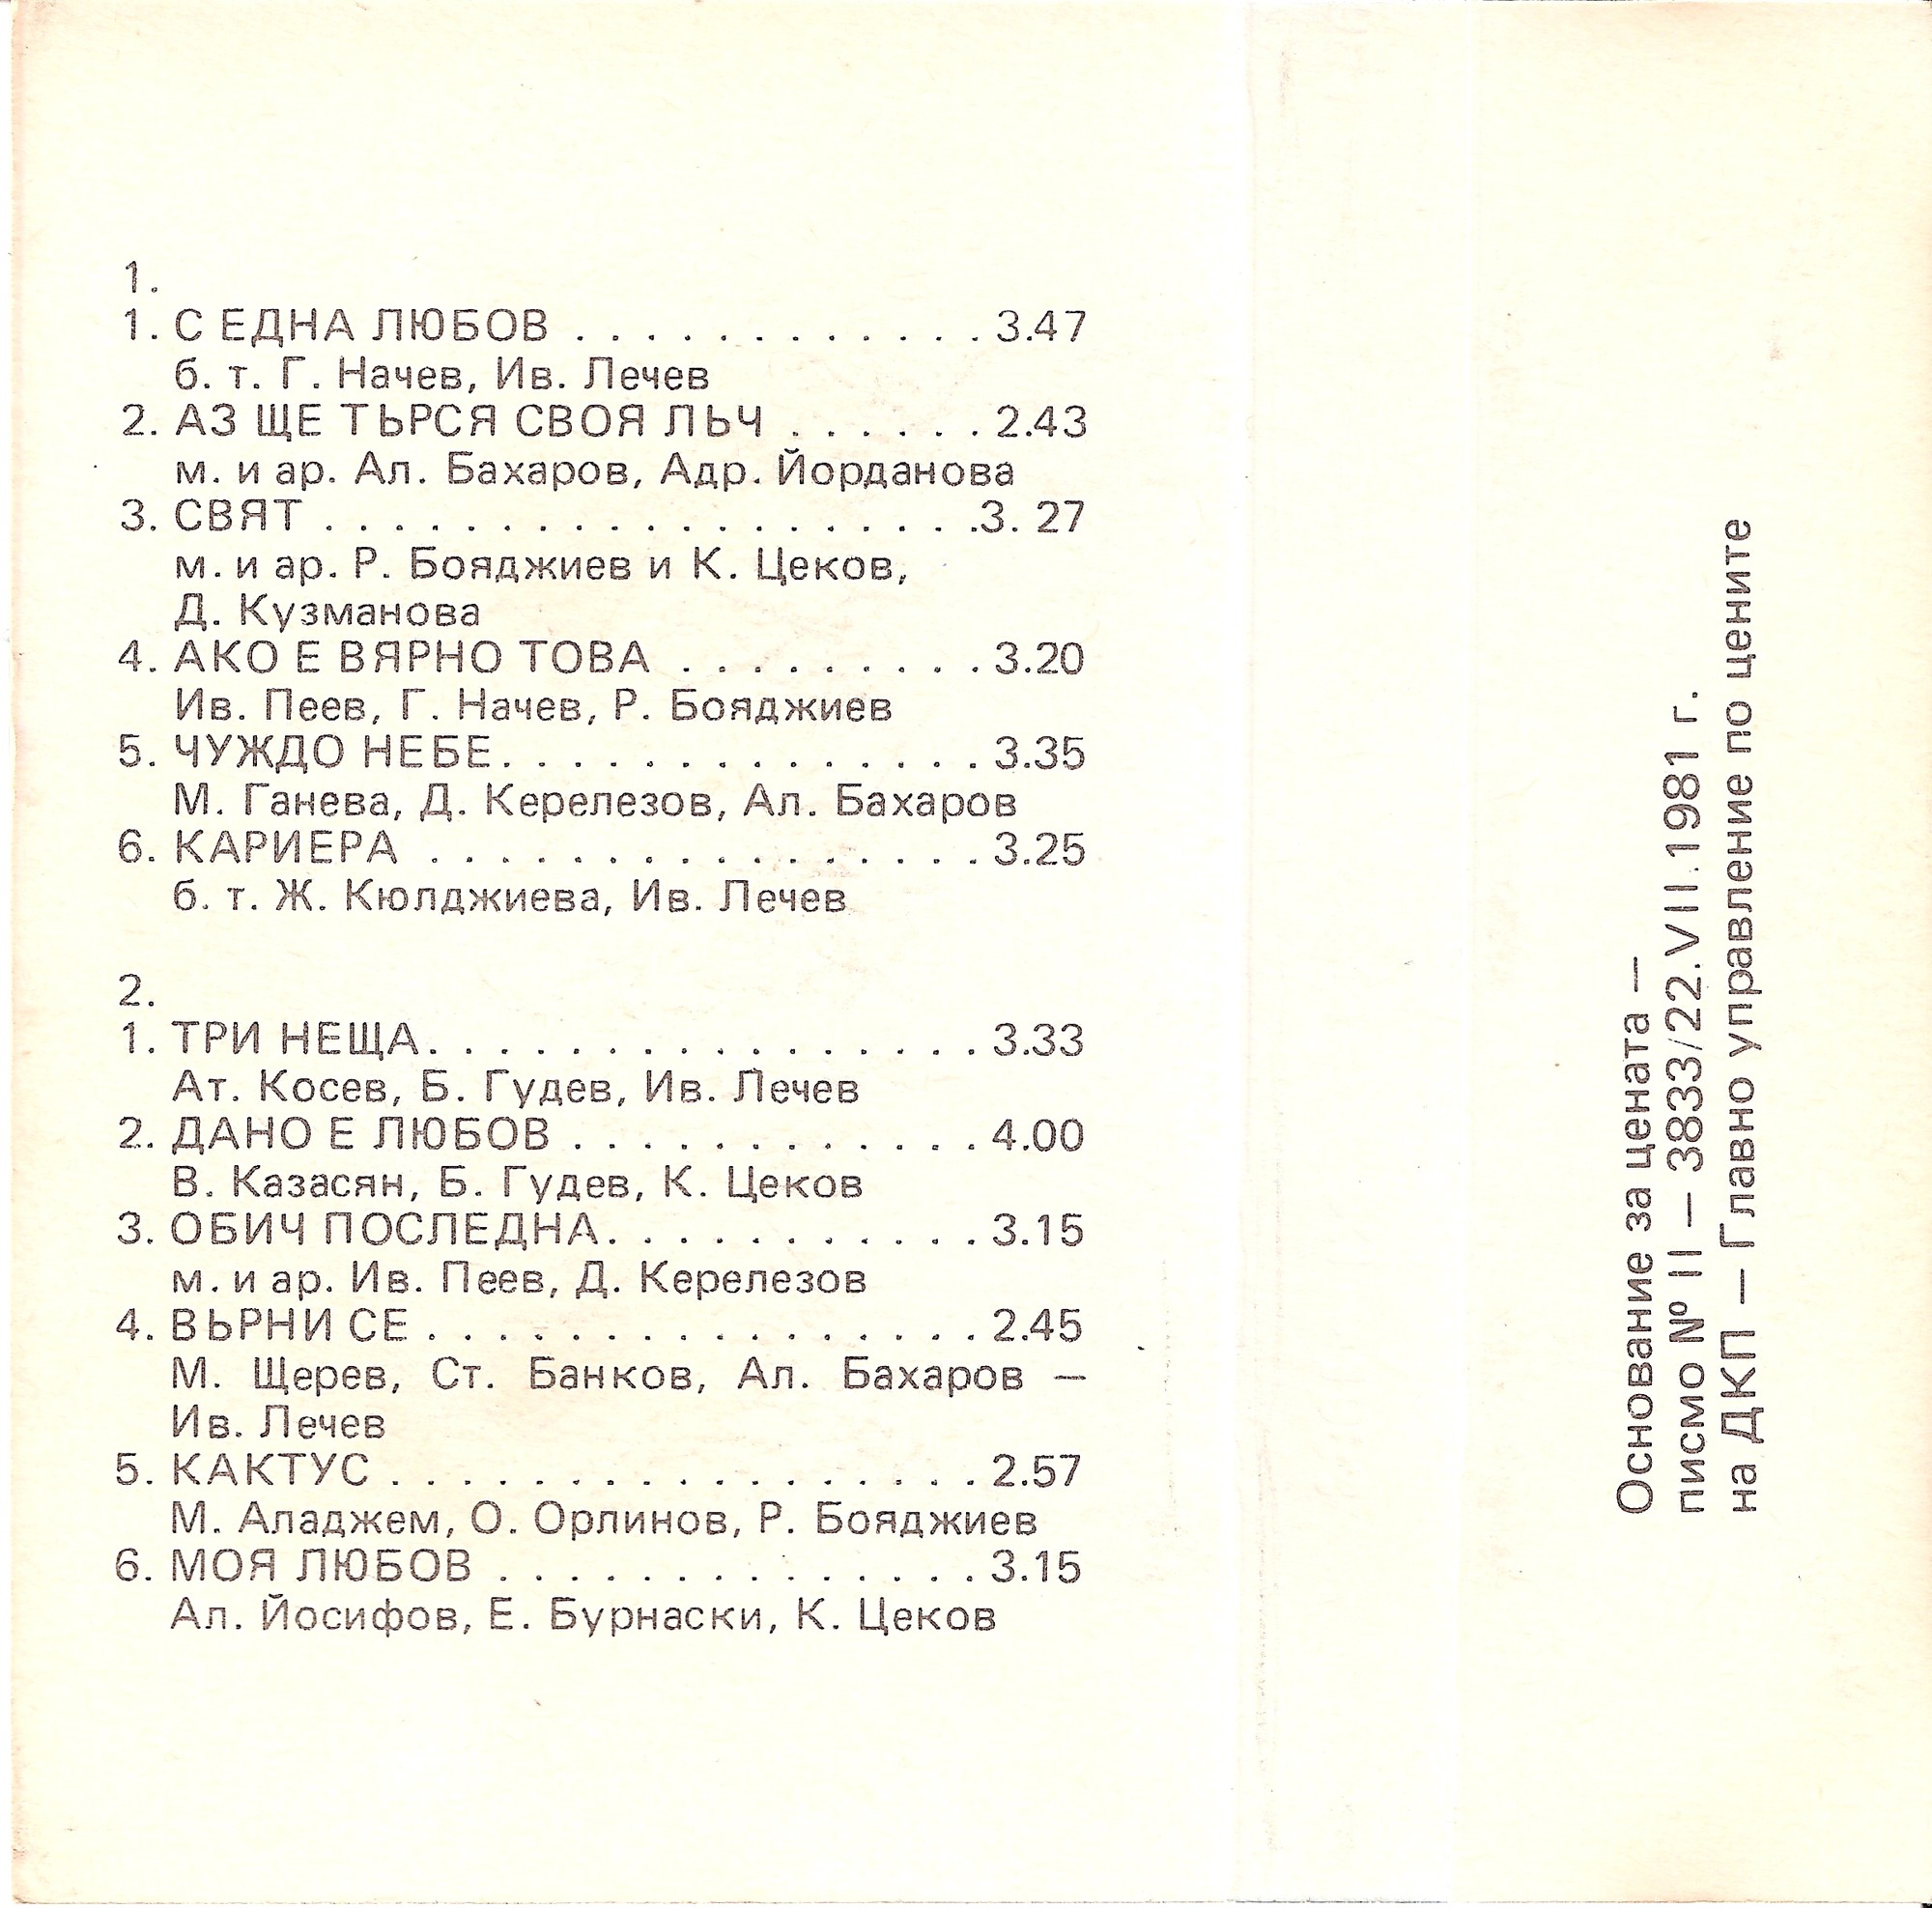 1.
1. С ЕДНА ЛЮБОВ . . . . . . . . . . . . 3.47
б. т. Г. Начев, Ив. Лечев
2. АЗ ЩЕ ТЬРСЯ СВОЯ ЛЬЧ . . . . . . 2.43
м. и ар. Ал. Бахаров, Адр. Йорданова
3. СВЯТ . . . . . . . . . . . . . . . . . . .3. 27
м. и ар. Р. Бояджиев и К. Цеков,
Д. Кузманова
4. АКО Е ВЯРНО ТОВА . . . . . . . . . 3.20
Ив. Пеев, Г. Начев, Р. Бояджиев
5. ЧУЖДО НЕБЕ. . . . . . . . . . . . . . 3.35
М. Ганева, Д. Керелезов, Ал. Бахаров
6. КАРИЕРА . . . . . . . . . . . . . . . . 3.25
б. т. Ж. Кюлджиева, Ив. Лечев
2.
1. ТРИ НЕЩА. . . . . . . . . . . . . . . . 3.33
Ат. Косев, Б. Гудев, Ив. Лечев
2. ДАНО Е ЛЮБОВ . . . . . . . . . . . . 4.00
В. Казасян, Б. Гудев, К. Цеков
3. ОБИЧ ПОСЛЕДНА. . . . . . . . . . . 3.15
м. и ар. Ив. Пеев, Д. Керелезов
4. ВЬРНИ СЕ . . . . . . . . . . . . . . . . 2.45
М. Щерев, Ст. Банков, Ал. Бахаров —
Ив. Лечев
5. КАКТУС . . . . . . . . . . . . . . . . . 2.57
М. Аладжем, О. Орлинов, Р. Бояджиев
6. МОЯ ЛЮБОВ . . . . . . . . . . . . . . 3.15
Ал. Йосифов, Е. Бурнаски, К. Цеков
Основание за цената —
писмо № II — 3833/22.VII.1981 г.
на ДКП — Главно управление по цените